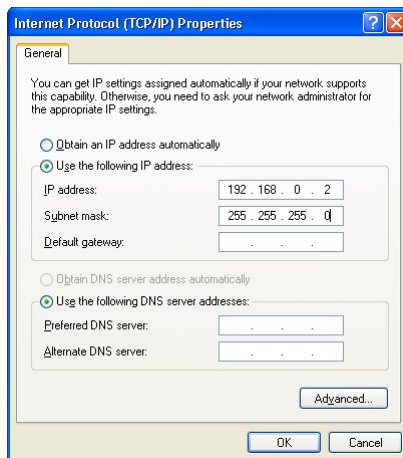 Internet Protocol (TCP/IP) Properties
General
You can get IP settings assigned automatically if your network supports
this capability. Otherwise, you need to ask your network administrator for
the appropriate IP settings.
Obtain an IP address automatically
Use the following IP address:
IP address: 192 . 168 . 0 . 2
Subnet mask: 255 . 255 . 255 . 0
Default gateway: . . .
Obtain DNS server address automatically
Use the following DNS server addresses:
Preferred DNS server: . . .
Alternate DNS server: . . .
Advanced...
OK Cancel